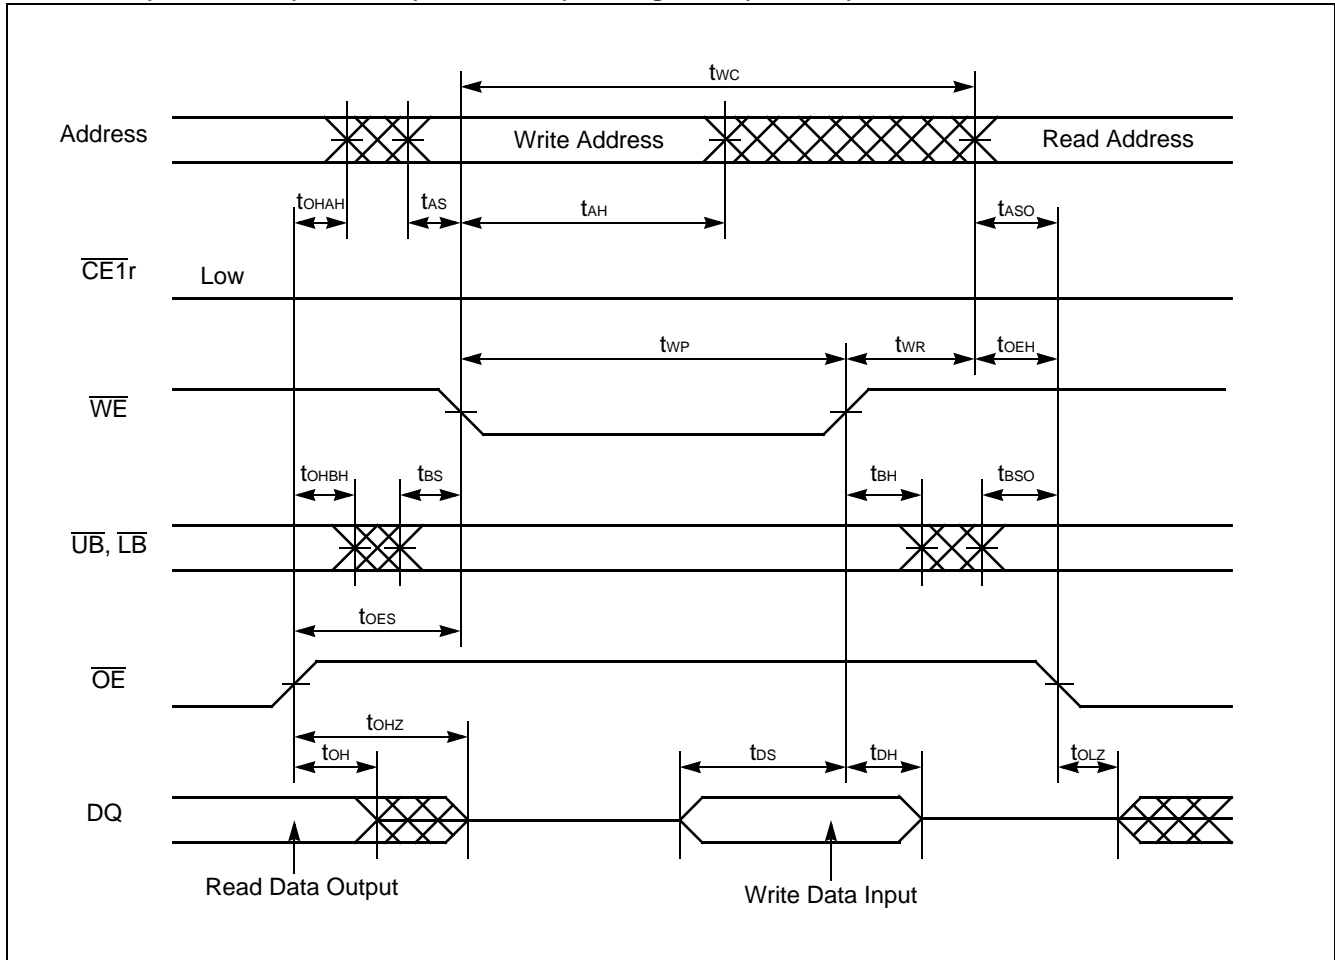 tWC
Address
Write Address
Read Address
tOHAH
tAS
tAH
tASO
CE1r
Low
tWP
tWR
tOEH
WE
tOHBH
tBS
tBH
tBSO
UB, LB
tOES
OE
tOHZ
tOH
tDS
tDH
tOLZ
DQ
Read Data Output
Write Data Input